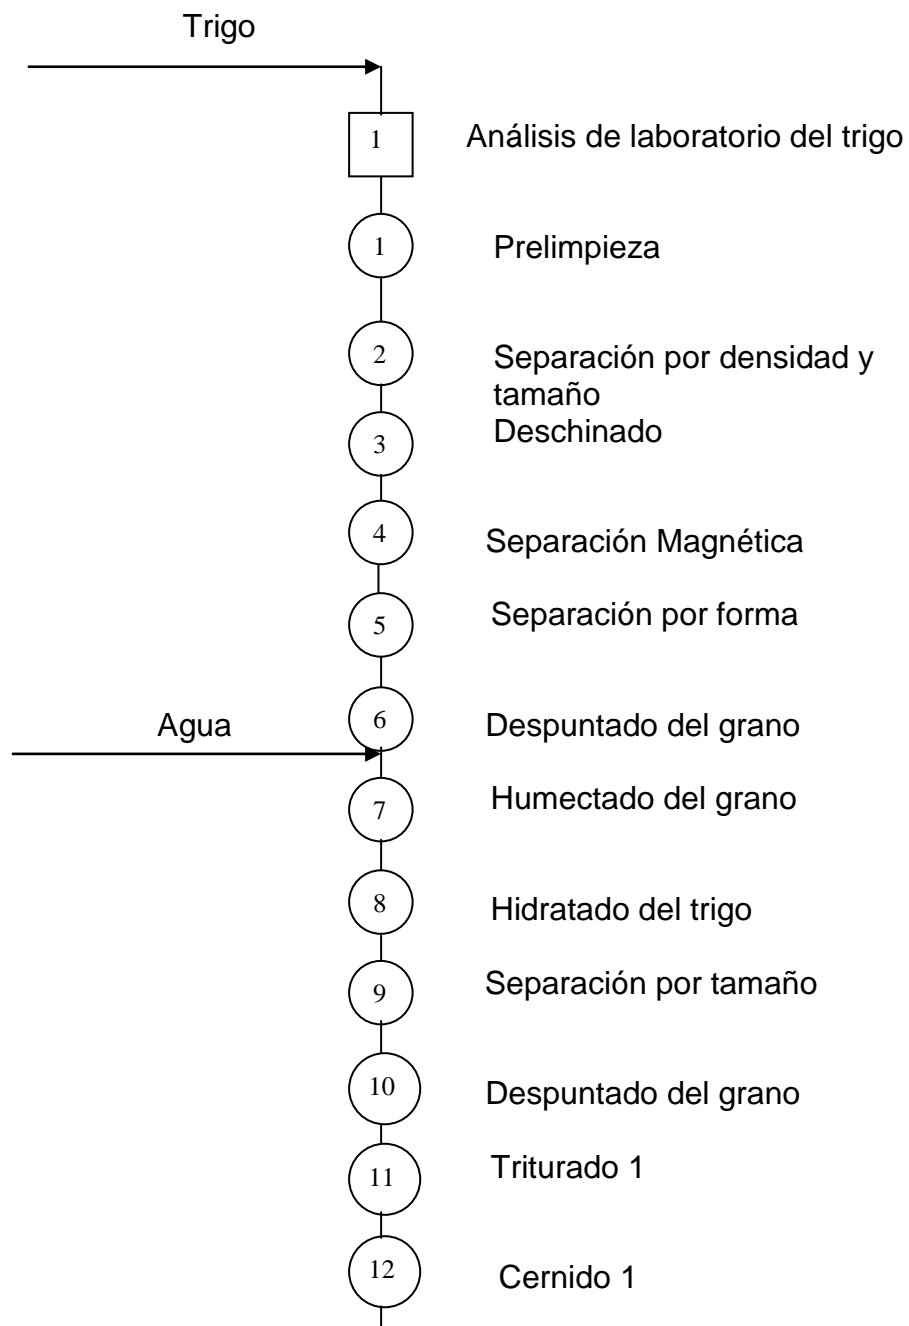 Trigo
1
Análisis de laboratorio del trigo
1
Prelimpieza
2
Separación por densidad y
tamaño
3
Deschinado
4
Separación Magnética
5
Separación por forma
6
Agua
Despuntado del grano
7
Humectado del grano
8
Hidratado del trigo
9
Separación por tamaño
10
Despuntado del grano
11
Triturado 1
12
Cernido 1